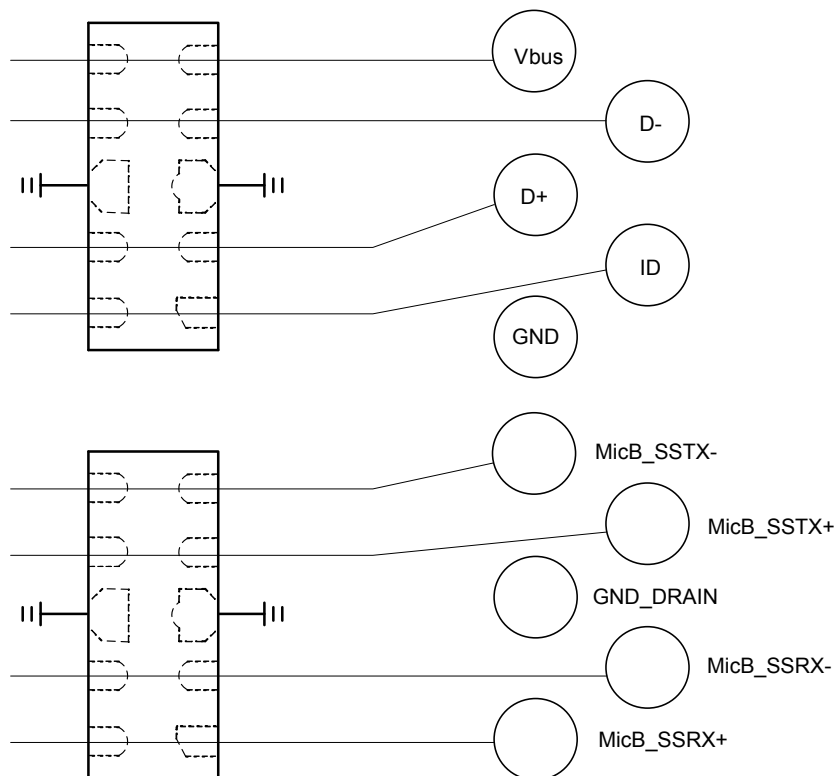 Vbus
D-
D+
ID
GND
MicB_SSTX-
MicB_SSTX+
GND_DRAIN
MicB_SSRX-
MicB_SSRX+